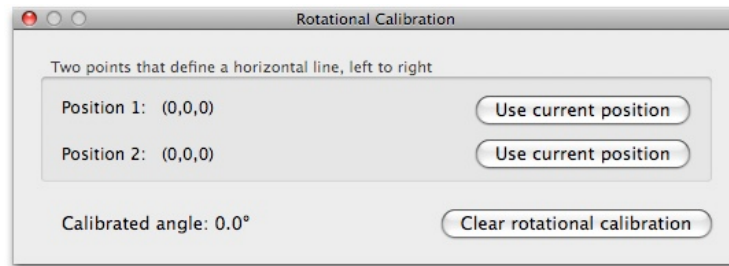 Rotational Calibration
Two points that define a horizontal line, left to right
Position 1: (0,0,0) Use current position
Position 2: (0,0,0) Use current position
Calibrated angle: 0.0° Clear rotational calibration